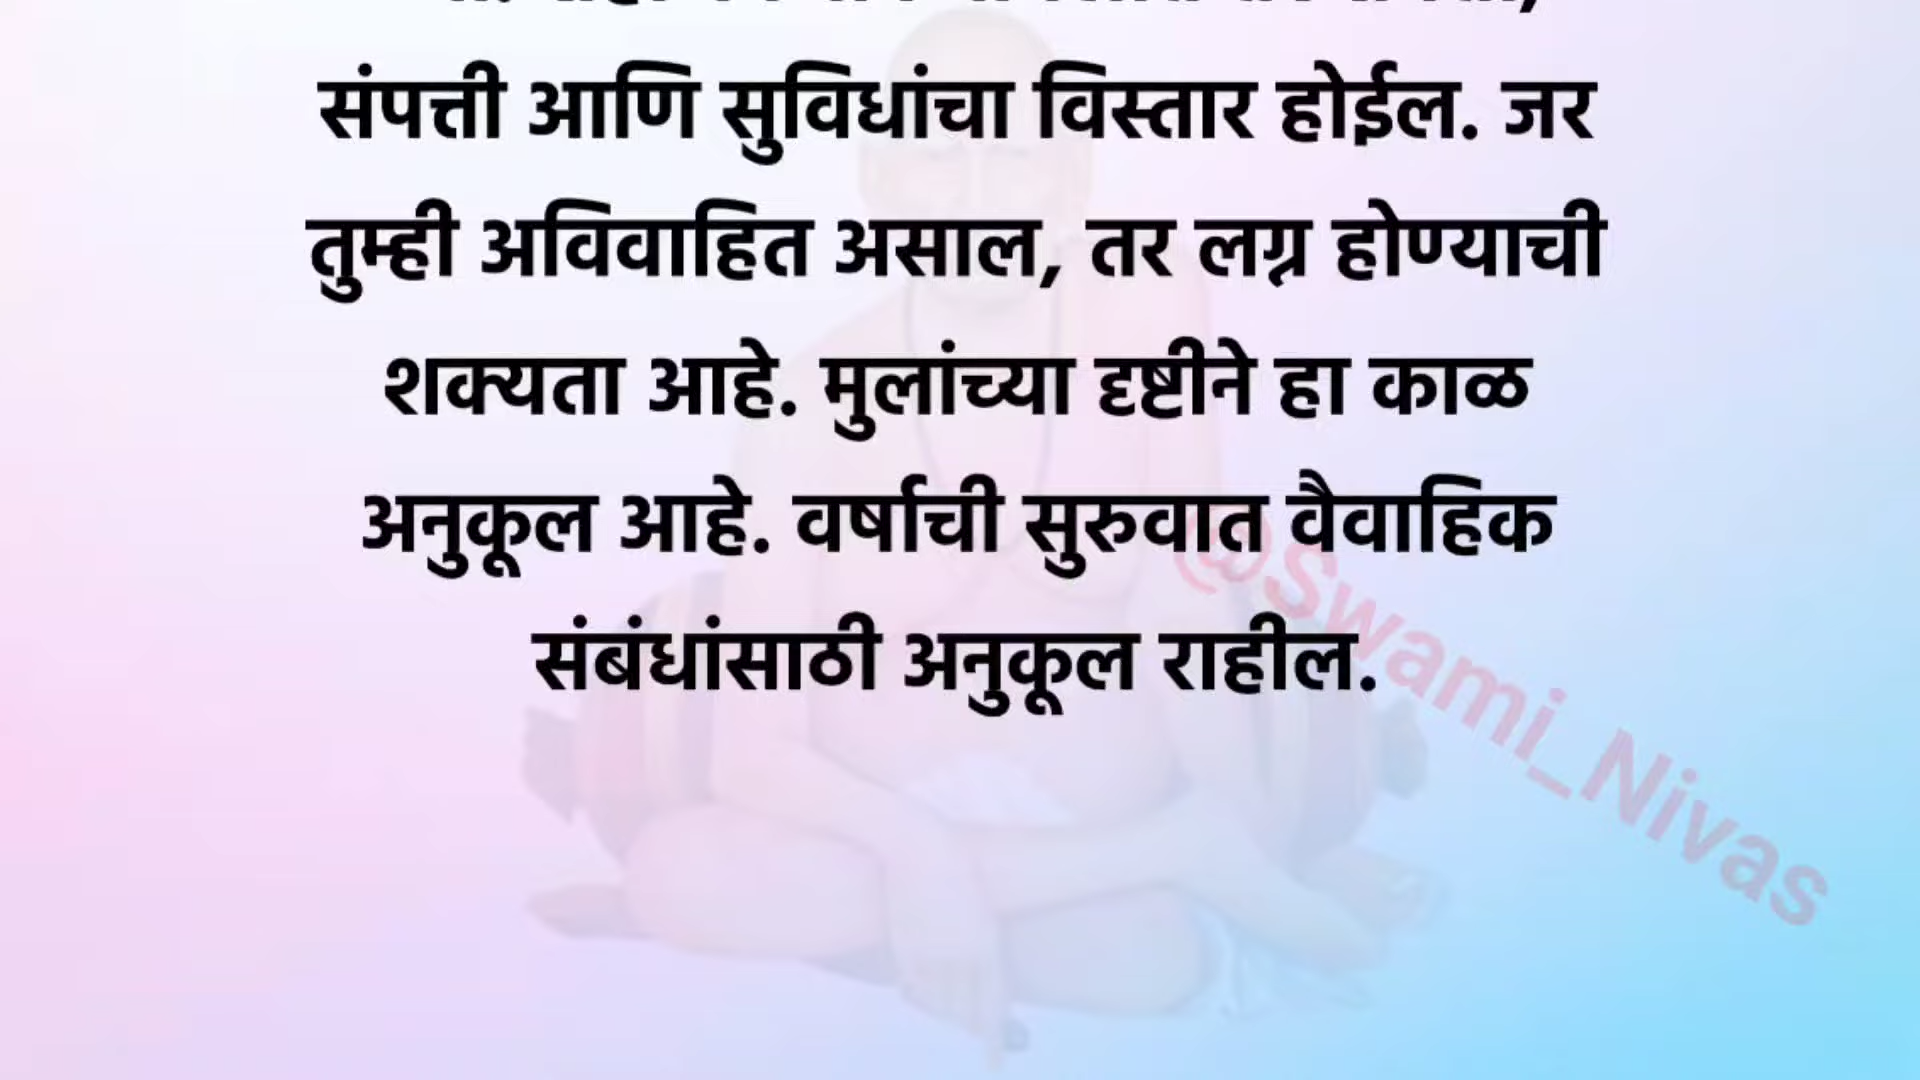 संपत्ती आणि सुविधांचा विस्तार होईल. जर
तुम्ही अविवाहित असाल, तर लग्न होण्याची
शक्यता आहे. मुलांच्या दृष्टीने हा काळ
अनुकूल आहे. वर्षाची सुरुवात वैवाहिक
संबंधांसाठी अनुकूल राहील.
@Swami_Nivas